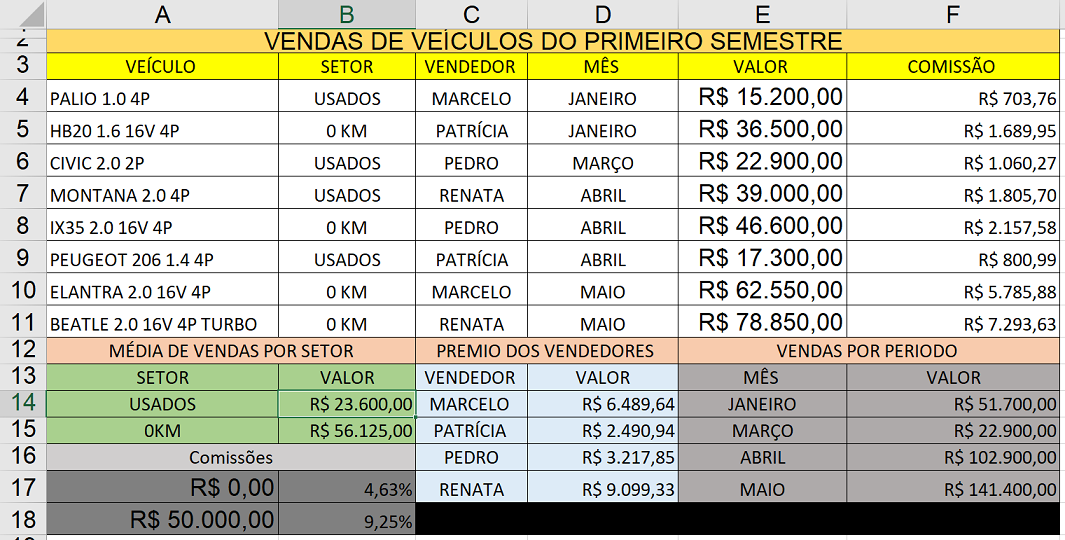 A B C D E F
2 VENDAS DE VEÍCULOS DO PRIMEIRO SEMESTRE
3 VEÍCULO SETOR VENDEDOR MÊS VALOR COMISSÃO
4 PALIO 1.0 4P USADOS MARCELO JANEIRO R$ 15.200,00 R$ 703,76
5 HB20 1.6 16V 4P 0 KM PATRÍCIA JANEIRO R$ 36.500,00 R$ 1.689,95
6 CIVIC 2.0 2P USADOS PEDRO MARÇO R$ 22.900,00 R$ 1.060,27
7 MONTANA 2.0 4P USADOS RENATA ABRIL R$ 39.000,00 R$ 1.805,70
8 IX35 2.0 16V 4P 0 KM PEDRO ABRIL R$ 46.600,00 R$ 2.157,58
9 PEUGEOT 206 1.4 4P USADOS PATRÍCIA ABRIL R$ 17.300,00 R$ 800,99
10 ELANTRA 2.0 16V 4P 0 KM MARCELO MAIO R$ 62.550,00 R$ 5.785,88
11 BEATLE 2.0 16V 4P TURBO 0 KM RENATA MAIO R$ 78.850,00 R$ 7.293,63
12 MÉDIA DE VENDAS POR SETOR PREMIO DOS VENDEDORES VENDAS POR PERIODO
13 SETOR VALOR VENDEDOR VALOR MÊS VALOR
14 USADOS R$ 23.600,00 MARCELO R$ 6.489,64 JANEIRO R$ 51.700,00
15 0KM R$ 56.125,00 PATRÍCIA R$ 2.490,94 MARÇO R$ 22.900,00
16 Comissões PEDRO R$ 3.217,85 ABRIL R$ 102.900,00
17 R$ 0,00 4,63% RENATA R$ 9.099,33 MAIO R$ 141.400,00
18 R$ 50.000,00 9,25%